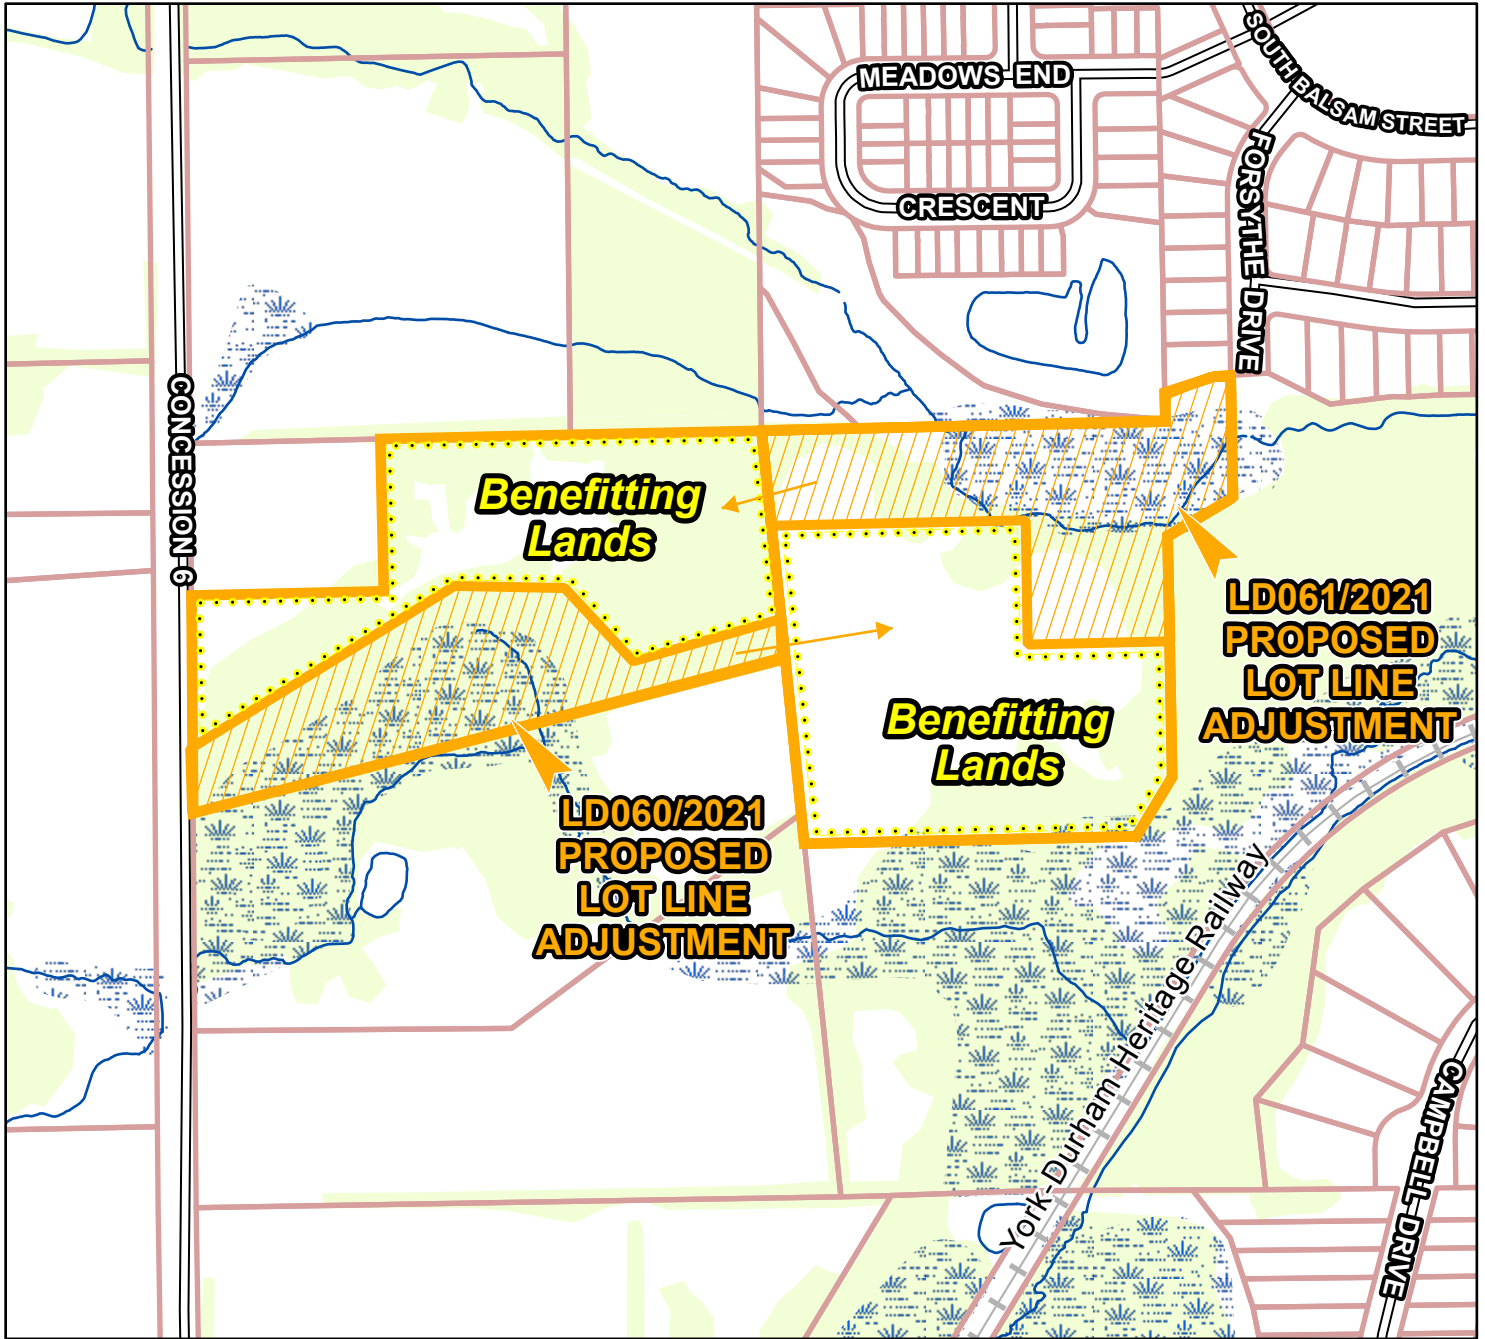 SOUTH BALSAM STREET
MEADOWS END
CRESCENT
FORSYTHE DRIVE
CONCESSION 6
Benefitting
Lands
LD061/2021
PROPOSED
LOT LINE
ADJUSTMENT
Benefitting
Lands
LD060/2021
PROPOSED
LOT LINE
ADJUSTMENT
York-Durham Heritage Railway
CAMPBELL DRIVE